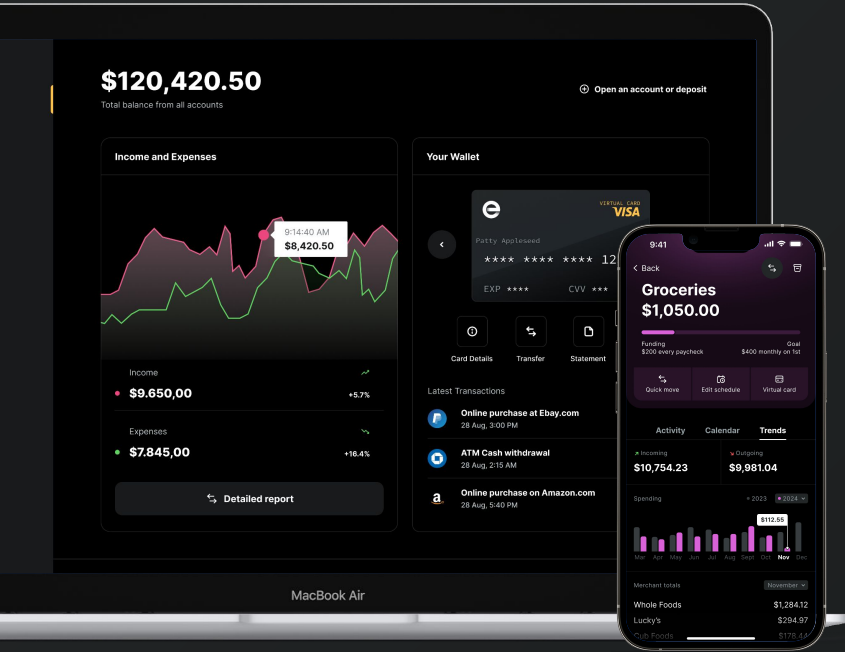 $120,420.50
Total balance from all accounts
Open an account or deposit
Income and Expenses
9:14:40 AM
$8,420.50
Income
$9.650,00
+5.7%
Expenses
$7.845,00
+16.4%
Detailed report
Your Wallet
VIRTUAL CARD
VISA
Patty Appleseed
**** **** **** 12
EXP ****
CVV ***
Card Details
Transfer
Statement
Latest Transactions
Online purchase at Ebay.com
28 Aug, 3:00 PM
ATM Cash withdrawal
28 Aug, 2:15 AM
Online purchase on Amazon.com
28 Aug, 5:40 PM
MacBook Air
9:41
Back
Groceries
$1,050.00
Funding
Goal
$200 every paycheck
$400 monthly on 1st
Quick move
Edit schedule
Virtual card
Activity
Calendar
Trends
Incoming
Outgoing
$10,754.23
$9,981.04
Spending
2023
2024
$112.55
Mar Apr May Jun Jul Aug Sept Oct Nov Dec
Merchant totals
November
Whole Foods
$1,284.12
Lucky's
$294.97
Cub Foods
$178.44